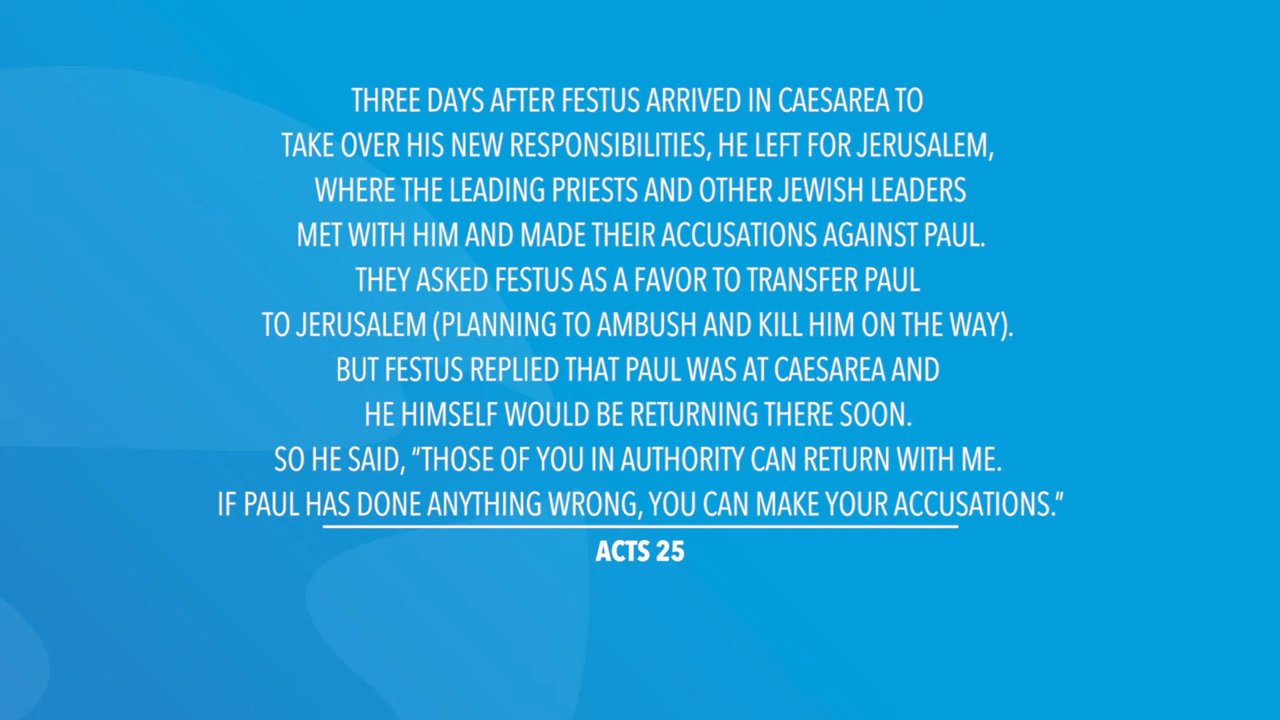 THREE DAYS AFTER FESTUS ARRIVED IN CAESAREA TO
TAKE OVER HIS NEW RESPONSIBILITIES, HE LEFT FOR JERUSALEM,
WHERE THE LEADING PRIESTS AND OTHER JEWISH LEADERS
MET WITH HIM AND MADE THEIR ACCUSATIONS AGAINST PAUL.
THEY ASKED FESTUS AS A FAVOR TO TRANSFER PAUL
TO JERUSALEM (PLANNING TO AMBUSH AND KILL HIM ON THE WAY).
BUT FESTUS REPLIED THAT PAUL WAS AT CAESAREA AND
HE HIMSELF WOULD BE RETURNING THERE SOON.
SO HE SAID, “THOSE OF YOU IN AUTHORITY CAN RETURN WITH ME.
IF PAUL HAS DONE ANYTHING WRONG, YOU CAN MAKE YOUR ACCUSATIONS.”
ACTS 25